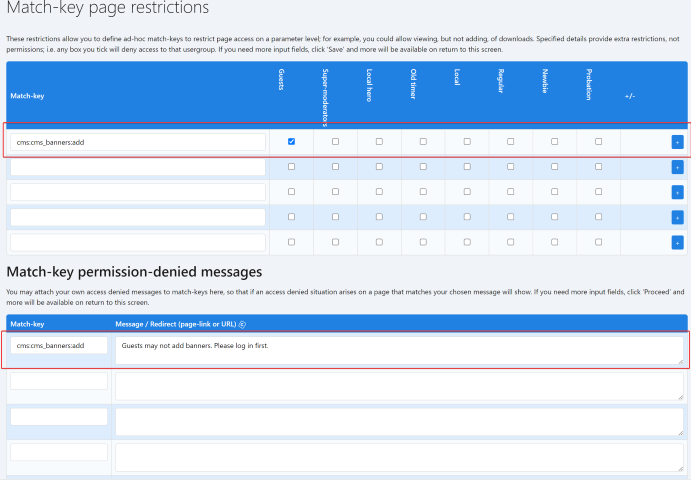 Match-key page restrictions
These restrictions allow you to define ad-hoc match-keys to restrict page access on a parameter level; for example, you could allow viewing, but not adding, of downloads. Specified details provide extra restrictions, not
permissions; i.e. any box you tick will deny access to that usergroup. If you need more input fields, click 'Save' and more will be available on return to this screen.
Match-key Guests Super-moderators Local hero Old timer Local Regular Newbie Probation +/-
cms:cms_banners:add +
+
+
+
+
Match-key permission-denied messages
You may attach your own access denied messages to match-keys here, so that if an access denied situation arises on a page that matches your chosen message will show. If you need more input fields, click 'Proceed' and
more will be available on return to this screen.
Match-key Message / Redirect (page-link or URL)
cms:cms_banners:add Guests may not add banners. Please log in first.